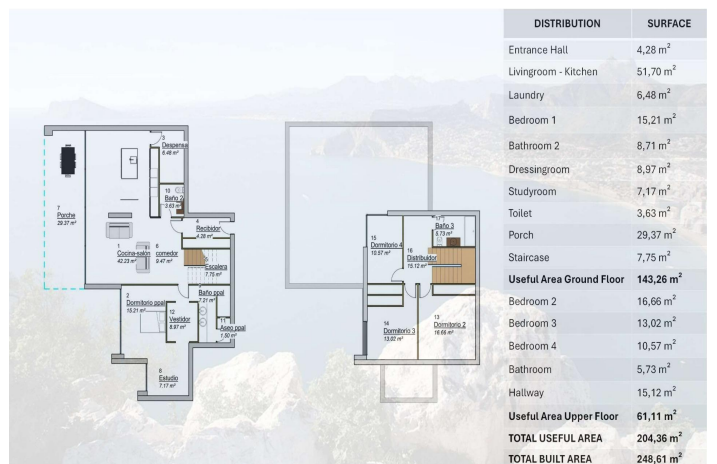 DISTRIBUTION SURFACE
Entrance Hall 4,28 m²
Livingroom - Kitchen 51,70 m²
Laundry 6,48 m²
Bedroom 1 15,21 m²
Bathroom 2 8,71 m²
Dressingroom 8,97 m²
Studyroom 7,17 m²
Toilet 3,63 m²
Porch 29,37 m²
Staircase 7,75 m²
Useful Area Ground Floor 143,26 m²
Bedroom 2 16,66 m²
Bedroom 3 13,02 m²
Bedroom 4 10,57 m²
Bathroom 5,73 m²
Hallway 15,12 m²
Useful Area Upper Floor 61,11 m²
TOTAL USEFUL AREA 204,36 m²
TOTAL BUILT AREA 248,61 m²
3
Despensa
6.48 m²
10
Baño 2
3.63 m²
7
Porche
29.37 m²
4
Recibidor
4.28 m²
1
Cocina-salón
42.23 m²
8
comedor
9.47 m²
5
Escalera
7.75 m²
2
Dormitorio ppal
15.21 m²
12
Vestidor
8.97 m²
Baño ppal
7.21 m²
11
Aseo ppal
1.50 m²
6
Estudio
7.17 m²
Baño 3
5.73 m²
15
Dormitorio 4
10.57 m²
16
Distribuidor
15.12 m²
14
Dormitorio 3
13.02 m²
13
Dormitorio 2
16.66 m²